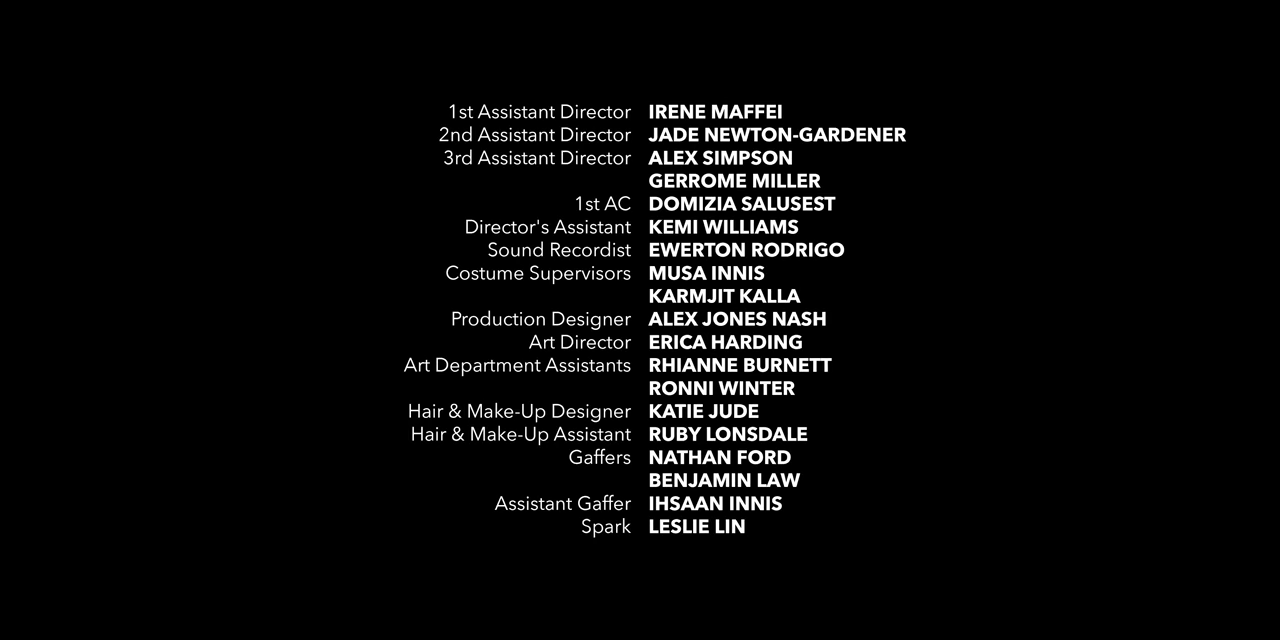 1st Assistant Director IRENE MAFFEI
2nd Assistant Director JADE NEWTON-GARDENER
3rd Assistant Director ALEX SIMPSON
GERROME MILLER
1st AC DOMIZIA SALUSEST
Director's Assistant KEMI WILLIAMS
Sound Recordist EWERTON RODRIGO
Costume Supervisors MUSA INNIS
KARMJIT KALLA
Production Designer ALEX JONES NASH
Art Director ERICA HARDING
Art Department Assistants RHIANNE BURNETT
RONNI WINTER
Hair & Make-Up Designer KATIE JUDE
Hair & Make-Up Assistant RUBY LONSDALE
Gaffers NATHAN FORD
BENJAMIN LAW
Assistant Gaffer IHSAAN INNIS
Spark LESLIE LIN